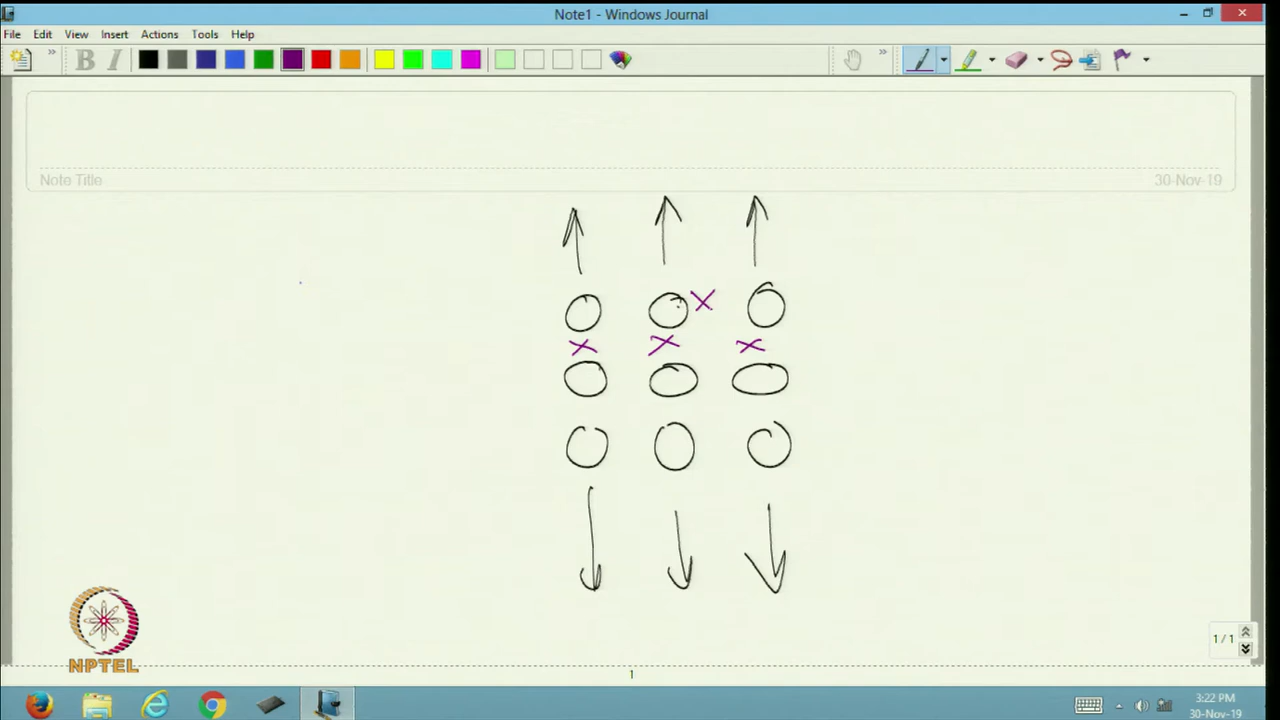 Note1 - Windows Journal
File Edit View Insert Actions Tools Help
B I
Note Title
30-Nov-19
X
X X X
NPTEL
1 / 1
1
3:22 PM
30-Nov-19